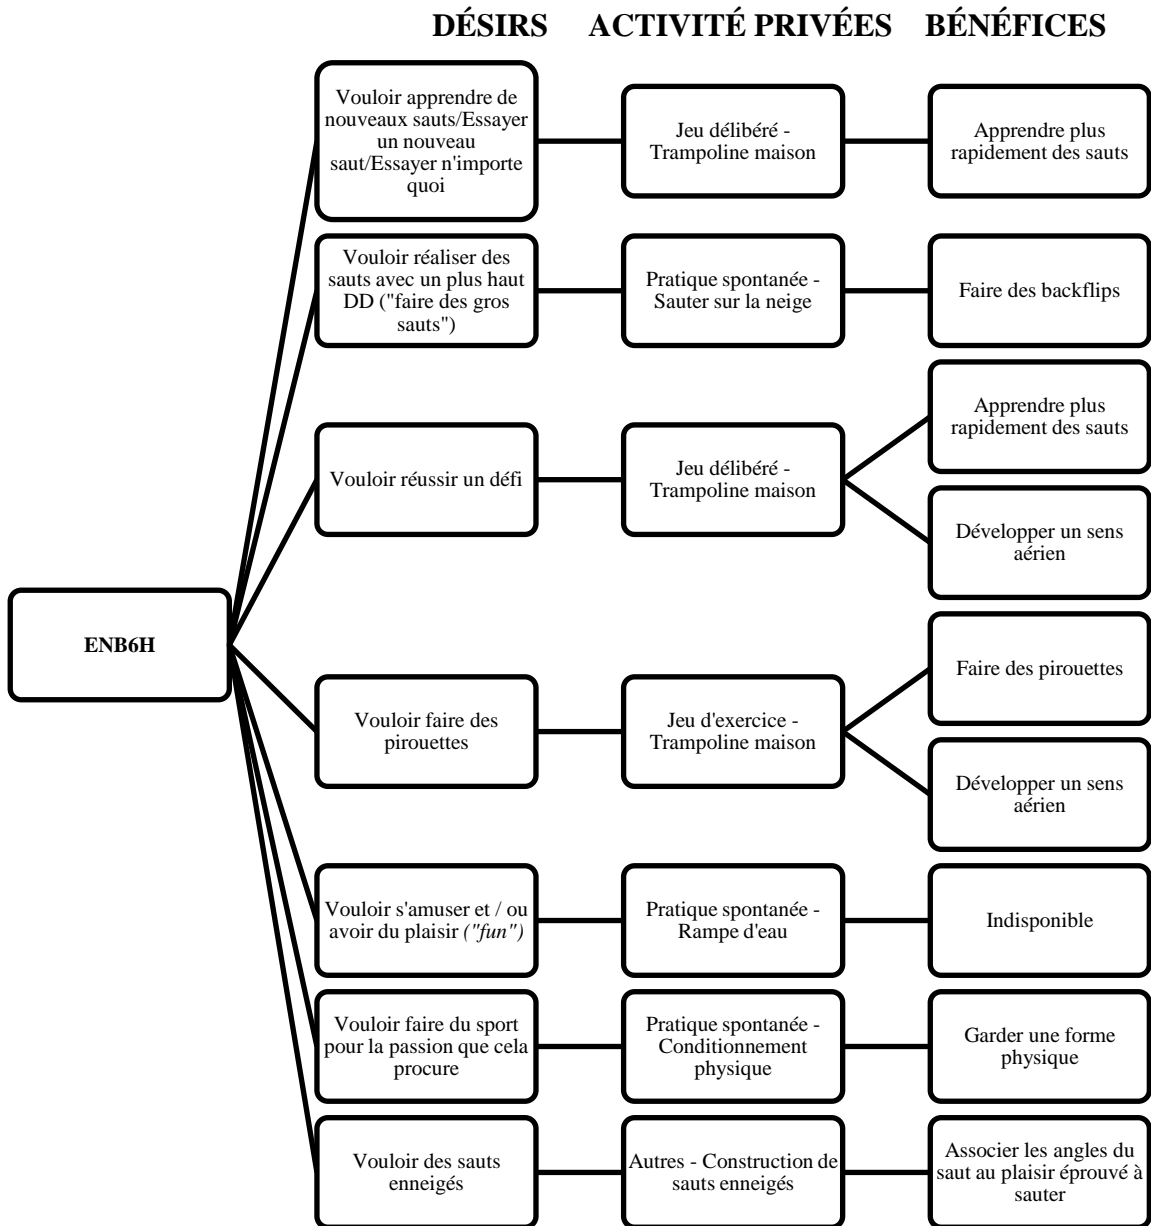 DÉSIRS ACTIVITÉ PRIVÉES BÉNÉFICES
Vouloir apprendre de
nouveaux sauts/Essayer
un nouveau
saut/Essayer n'importe
quoi
Jeu délibéré -
Trampoline maison
Apprendre plus
rapidement des sauts
Vouloir réaliser des
sauts avec un plus haut
DD ("faire des gros
sauts")
Pratique spontanée -
Sauter sur la neige
Faire des backflips
Vouloir réussir un défi
Jeu délibéré -
Trampoline maison
Apprendre plus
rapidement des sauts
Développer un sens
aérien
ENB6H
Vouloir faire des
pirouettes
Jeu d'exercice -
Trampoline maison
Faire des pirouettes
Développer un sens
aérien
Vouloir s'amuser et / ou
avoir du plaisir ("fun")
Pratique spontanée -
Rampe d'eau
Indisponible
Vouloir faire du sport
pour la passion que cela
procure
Pratique spontanée -
Conditionnement
physique
Garder une forme
physique
Vouloir des sauts
enneigés
Autres - Construction de
sauts enneigés
Associer les angles du
saut au plaisir éprouvé à
sauter